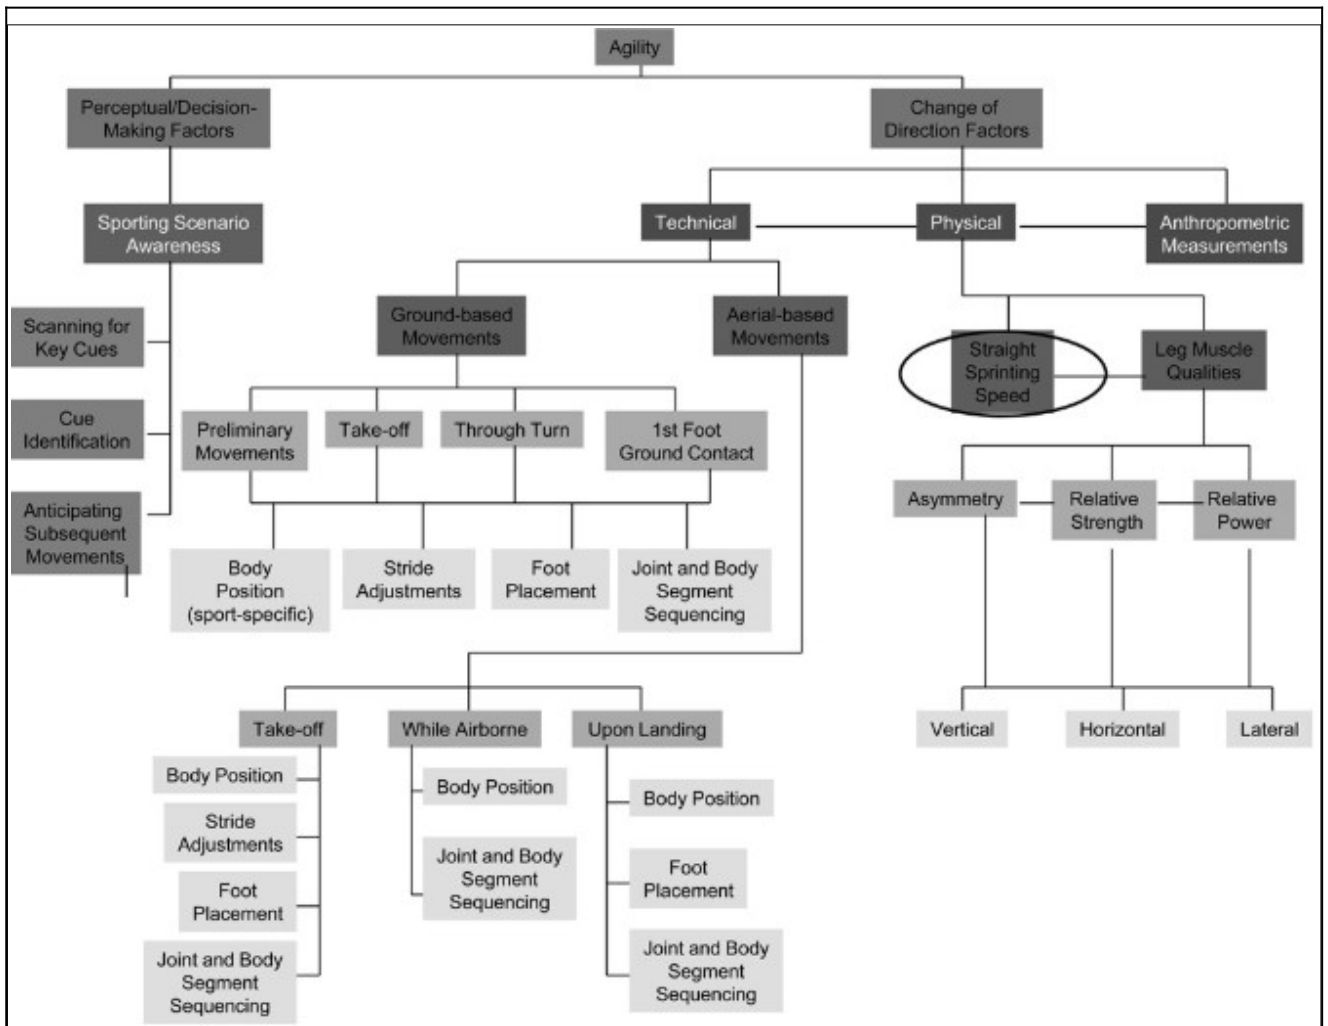 Agility
Perceptual/Decision-
Making Factors
Change of
Direction Factors
Sporting Scenario
Awareness
Technical
Physical
Anthropometric
Measurements
Scanning for
Key Cues
Cue
Identification
Anticipating
Subsequent
Movements
Ground-based
Movements
Aerial-based
Movements
Straight
Sprinting
Speed
Leg Muscle
Qualities
Preliminary
Movements
Take-off
Through Turn
1st Foot
Ground Contact
Asymmetry
Relative
Strength
Relative
Power
Body
Position
(sport-specific)
Stride
Adjustments
Foot
Placement
Joint and Body
Segment
Sequencing
Vertical
Horizontal
Lateral
Take-off
Body Position
Stride
Adjustments
Foot
Placement
Joint and Body
Segment
Sequencing
While Airborne
Body Position
Joint and Body
Segment
Sequencing
Upon Landing
Body Position
Foot
Placement
Joint and Body
Segment
Sequencing